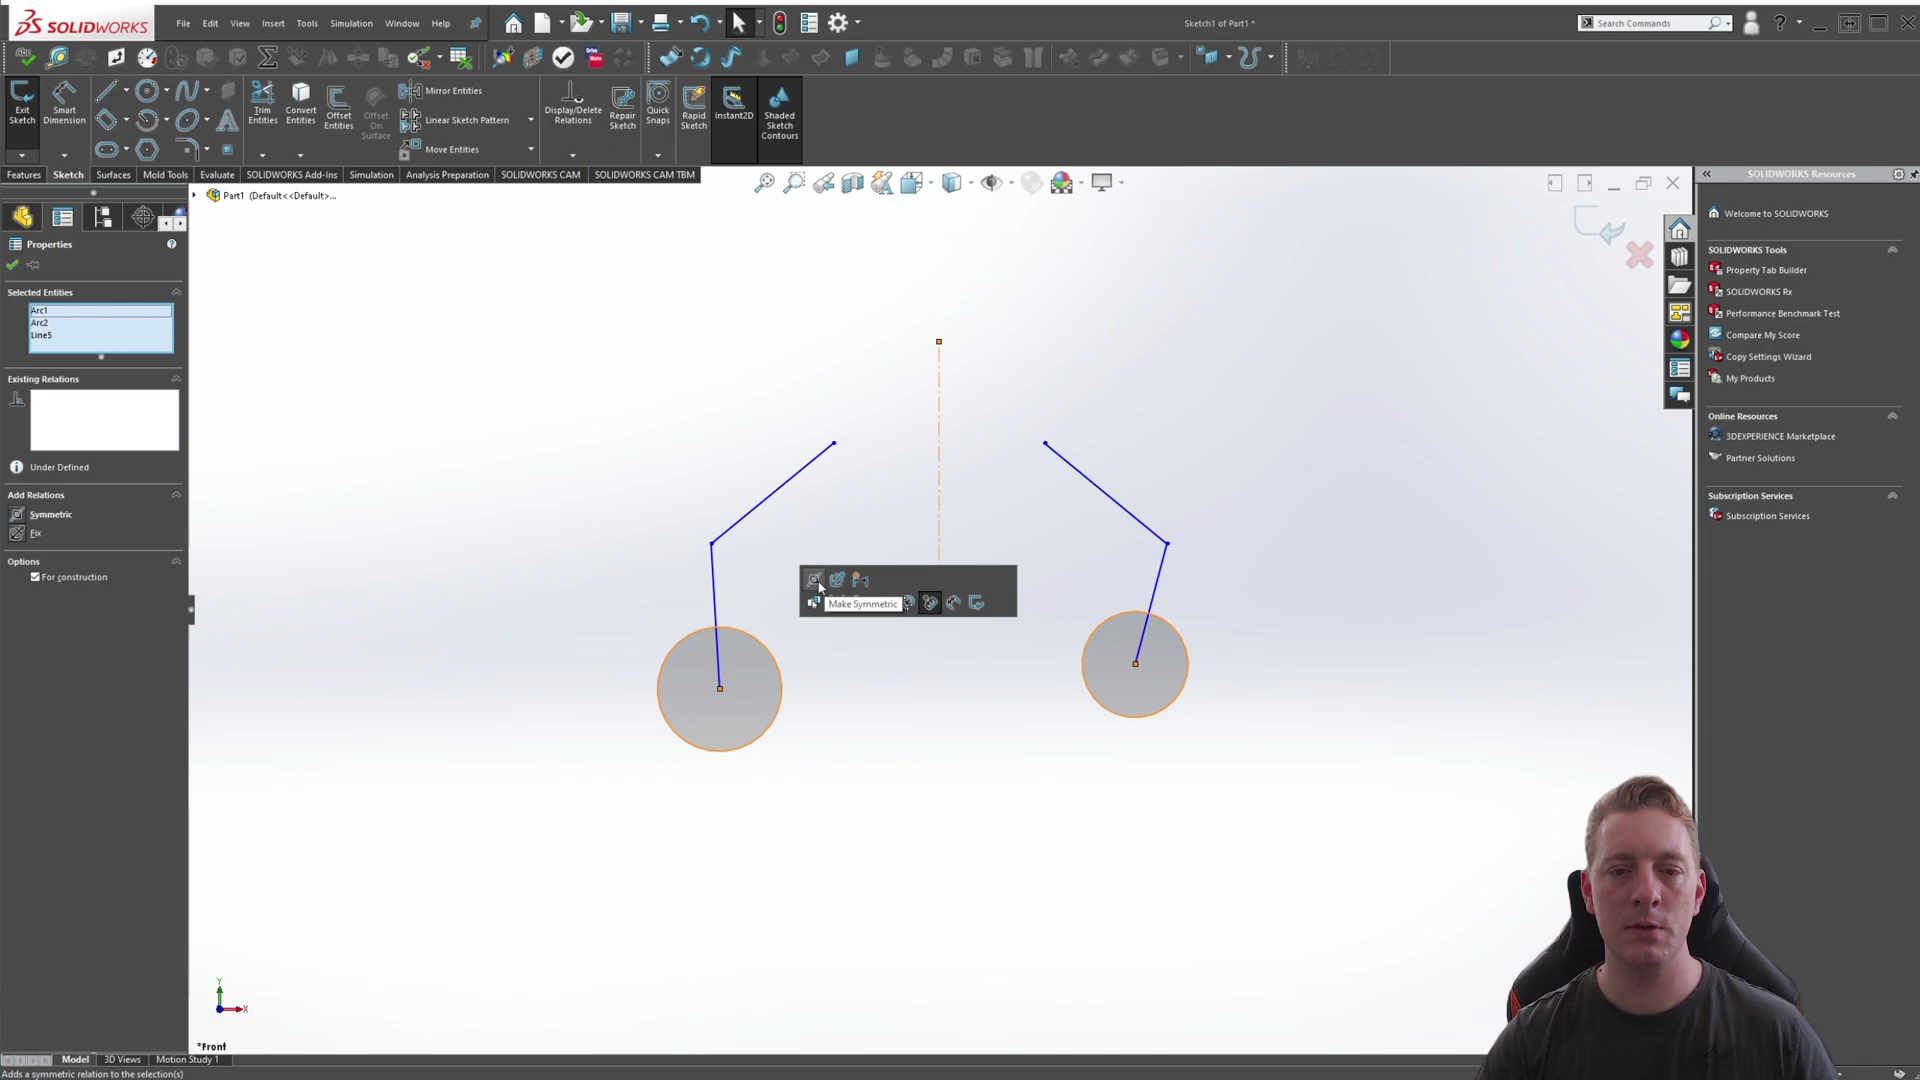 SOLIDWORKS
File Edit View Insert Tools Simulation Window Help
Sketch1 of Part1 *
Search Commands
Exit Sketch
Smart Dimension
Trim Entities
Convert Entities
Offset Entities
Offset On Surface
Mirror Entities
Linear Sketch Pattern
Move Entities
Display/Delete Relations
Repair Sketch
Quick Snaps
Rapid Sketch
Instant2D
Shaded Sketch Contours
Features Sketch Surfaces Mold Tools Evaluate SOLIDWORKS Add-Ins Simulation Analysis Preparation SOLIDWORKS CAM SOLIDWORKS CAM TBM
Part1 (Default<<Default>...
Properties
Selected Entities
Arc1
Arc2
Line5
Existing Relations
Under Defined
Add Relations
Symmetric
Fix
Options
For construction
Make Symmetric
Y
X
*Front
SOLIDWORKS Resources
Welcome to SOLIDWORKS
SOLIDWORKS Tools
Property Tab Builder
SOLIDWORKS Rx
Performance Benchmark Test
Compare My Score
Copy Settings Wizard
My Products
Online Resources
3DEXPERIENCE Marketplace
Partner Solutions
Subscription Services
Subscription Services
Model 3D Views Motion Study 1
Adds a symmetric relation to the selection(s)